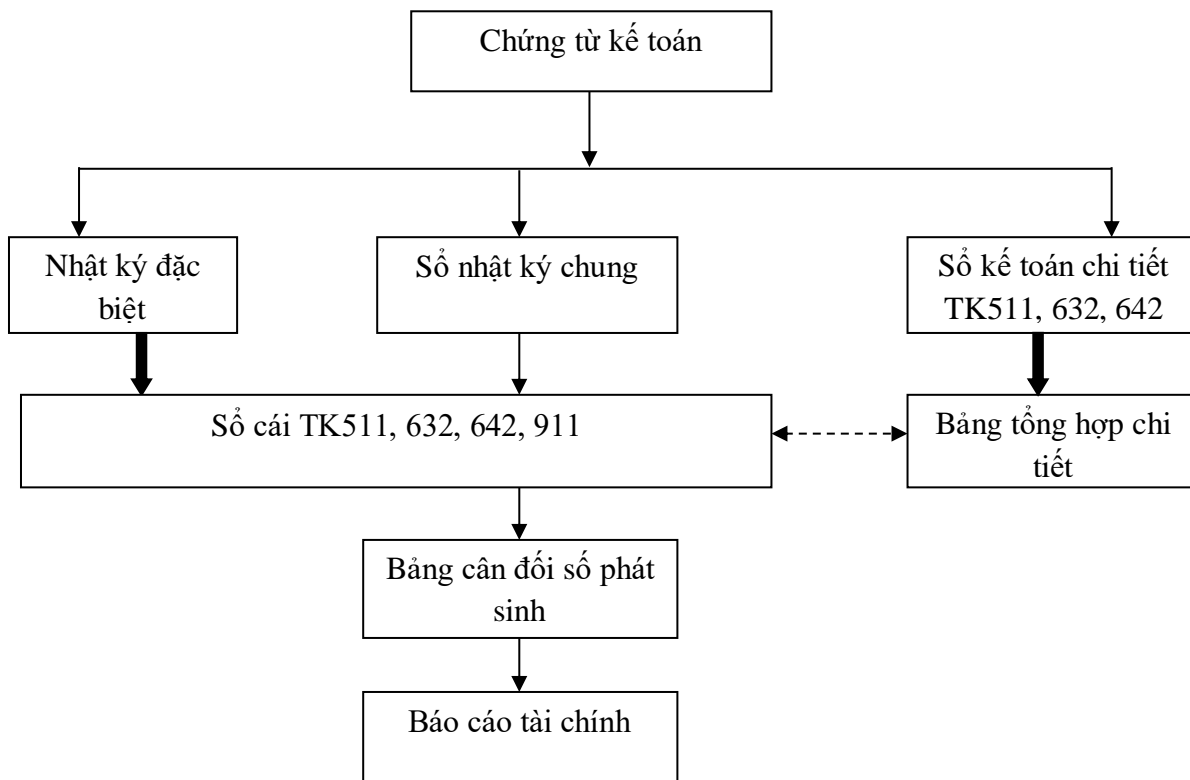 Chứng từ kế toán
Nhật ký đặc
biệt
Sổ nhật ký chung
Sổ kế toán chi tiết
TK511, 632, 642
Sổ cái TK511, 632, 642, 911
Bảng tổng hợp chi
tiết
Bảng cân đối số phát
sinh
Báo cáo tài chính